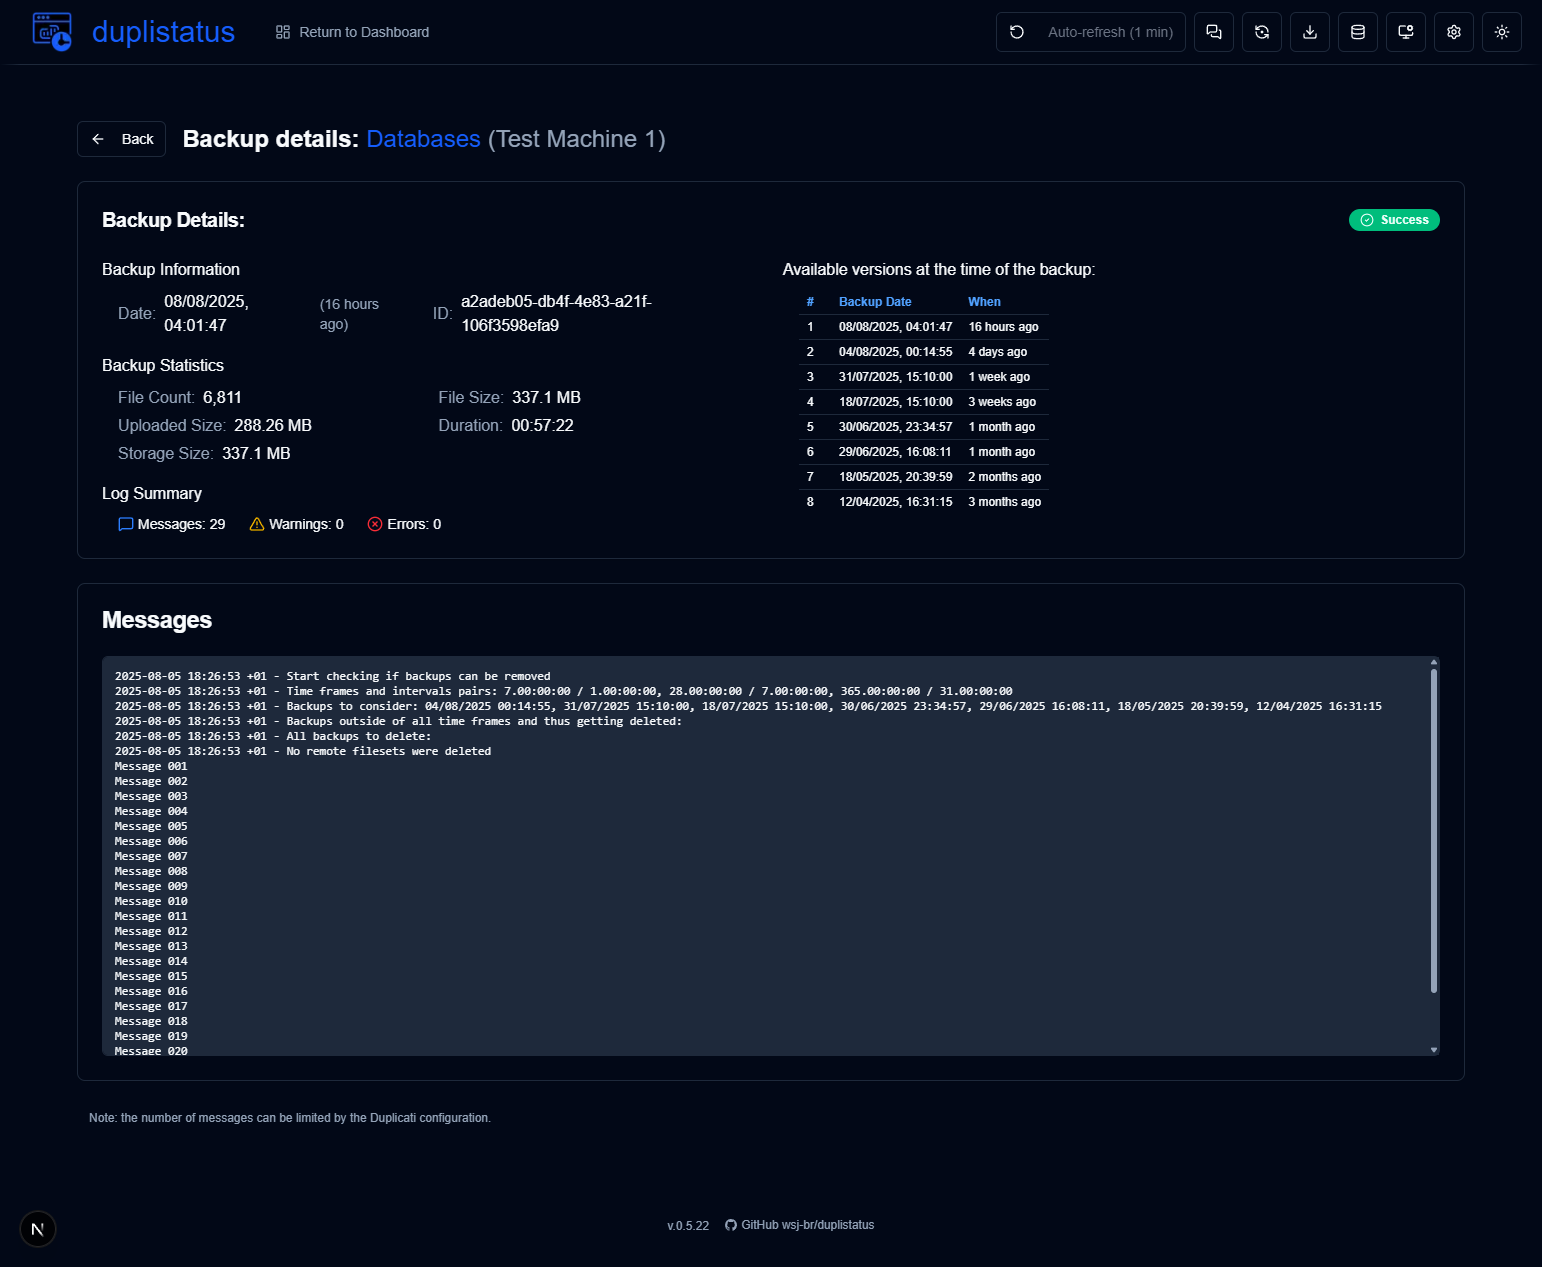 duplistatus
Return to Dashboard
Auto-refresh (1 min)
Back
Backup details: Databases (Test Machine 1)
Backup Details:
Success
Backup Information
Date: 08/08/2025, 04:01:47 (16 hours ago) ID: a2adeb05-db4f-4e83-a21f-106f3598efa9
Backup Statistics
File Count: 6,811 File Size: 337.1 MB
Uploaded Size: 288.26 MB Duration: 00:57:22
Storage Size: 337.1 MB
Log Summary
Messages: 29 Warnings: 0 Errors: 0
Available versions at the time of the backup:
# Backup Date When
1 08/08/2025, 04:01:47 16 hours ago
2 04/08/2025, 00:14:55 4 days ago
3 31/07/2025, 15:10:00 1 week ago
4 18/07/2025, 15:10:00 3 weeks ago
5 30/06/2025, 23:34:57 1 month ago
6 29/06/2025, 16:08:11 1 month ago
7 18/05/2025, 20:39:59 2 months ago
8 12/04/2025, 16:31:15 3 months ago
Messages
2025-08-05 18:26:53 +01 - Start checking if backups can be removed
2025-08-05 18:26:53 +01 - Time frames and intervals pairs: 7.00:00:00 / 1.00:00:00, 28.00:00:00 / 7.00:00:00, 365.00:00:00 / 31.00:00:00
2025-08-05 18:26:53 +01 - Backups to consider: 04/08/2025 00:14:55, 31/07/2025 15:10:00, 18/07/2025 15:10:00, 30/06/2025 23:34:57, 29/06/2025 16:08:11, 18/05/2025 20:39:59, 12/04/2025 16:31:15
2025-08-05 18:26:53 +01 - Backups outside of all time frames and thus getting deleted:
2025-08-05 18:26:53 +01 - All backups to delete:
2025-08-05 18:26:53 +01 - No remote filesets were deleted
Message 001
Message 002
Message 003
Message 004
Message 005
Message 006
Message 007
Message 008
Message 009
Message 010
Message 011
Message 012
Message 013
Message 014
Message 015
Message 016
Message 017
Message 018
Message 019
Message 020
Note: the number of messages can be limited by the Duplicati configuration.
N
v.0.5.22 GitHub wsj-br/duplistatus